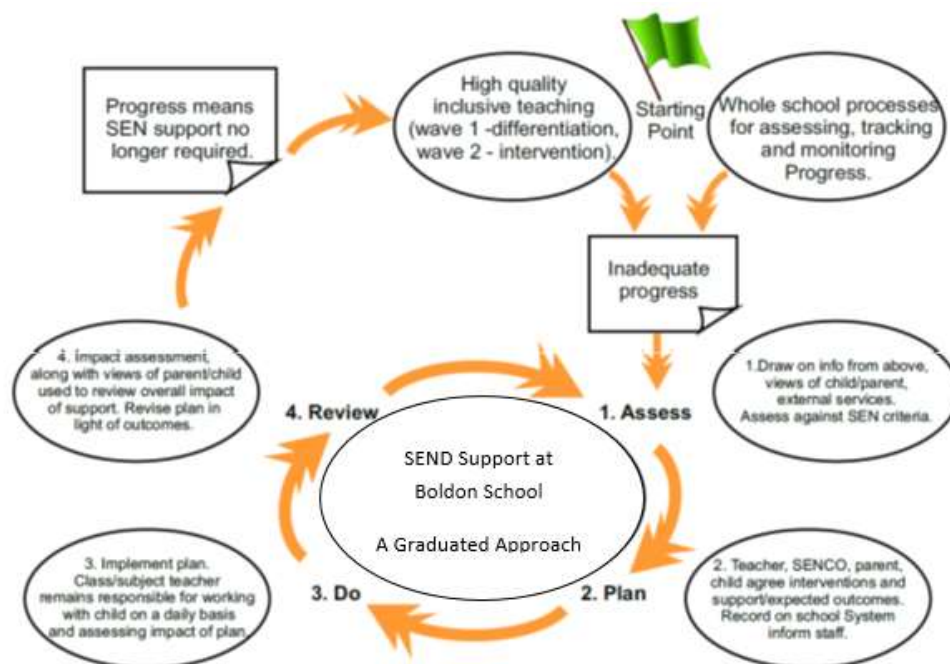 Progress means
SEN support no
longer required.
High quality
inclusive teaching
(wave 1 -differentiation,
wave 2 - intervention).
Starting
Point
Whole school processes
for assessing, tracking
and monitoring
Progress.
Inadequate
progress
4. Impact assessment,
along with views of parent/child
used to review overall impact
of support. Revise plan in
light of outcomes.
4. Review
1. Assess
1.Draw on info from above,
views of child/parent,
external services.
Assess against SEN criteria.
SEND Support at
Boldon School
A Graduated Approach
3. Implement plan.
Class/subject teacher
remains responsible for working
with child on a daily basis
and assessing impact of plan.
3. Do
2. Plan
2. Teacher, SENCO, parent,
child agree interventions and
support/expected outcomes.
Record on school System
inform staff.